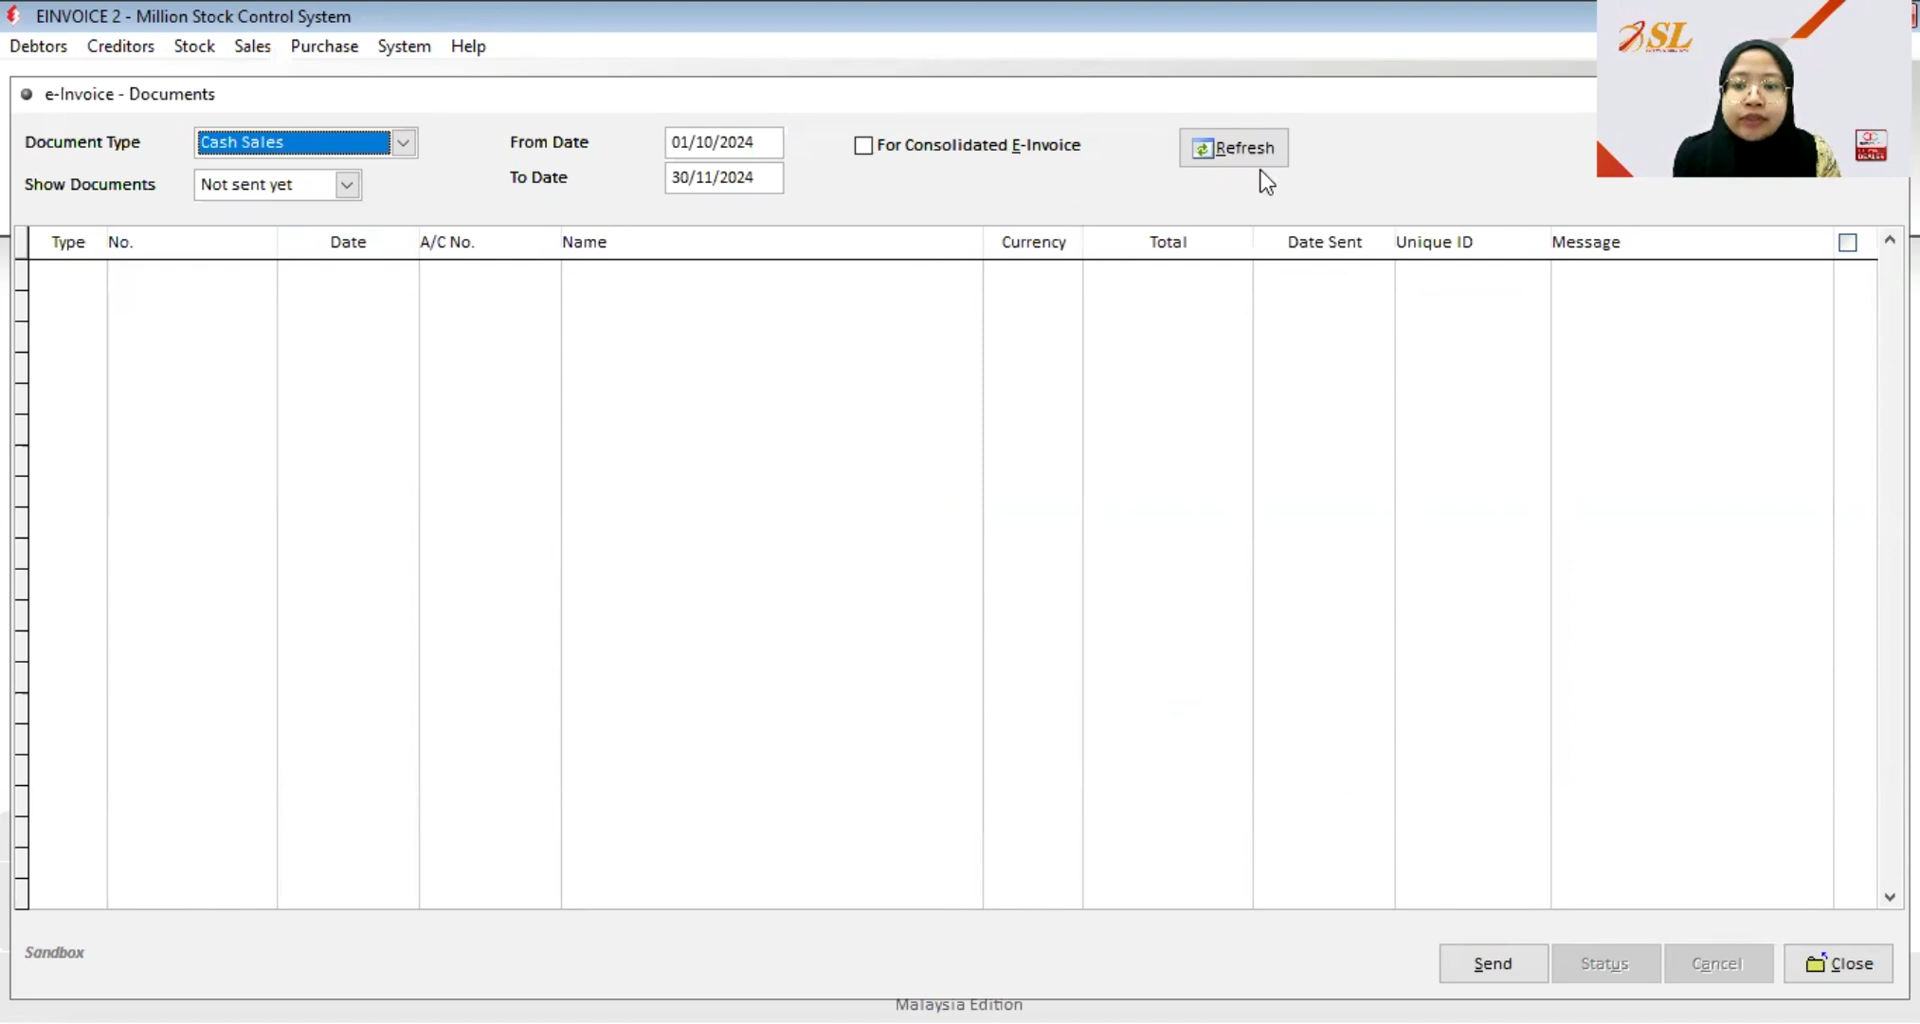 EINVOICE 2 - Million Stock Control System
Debtors Creditors Stock Sales Purchase System Help
SL
e-Invoice - Documents
Document Type Cash Sales From Date 01/10/2024 For Consolidated E-Invoice Refresh
Show Documents Not sent yet To Date 30/11/2024
Type No. Date A/C No. Name Currency Total Date Sent Unique ID Message
Sandbox
Send Status Cancel Close
Malaysia Edition